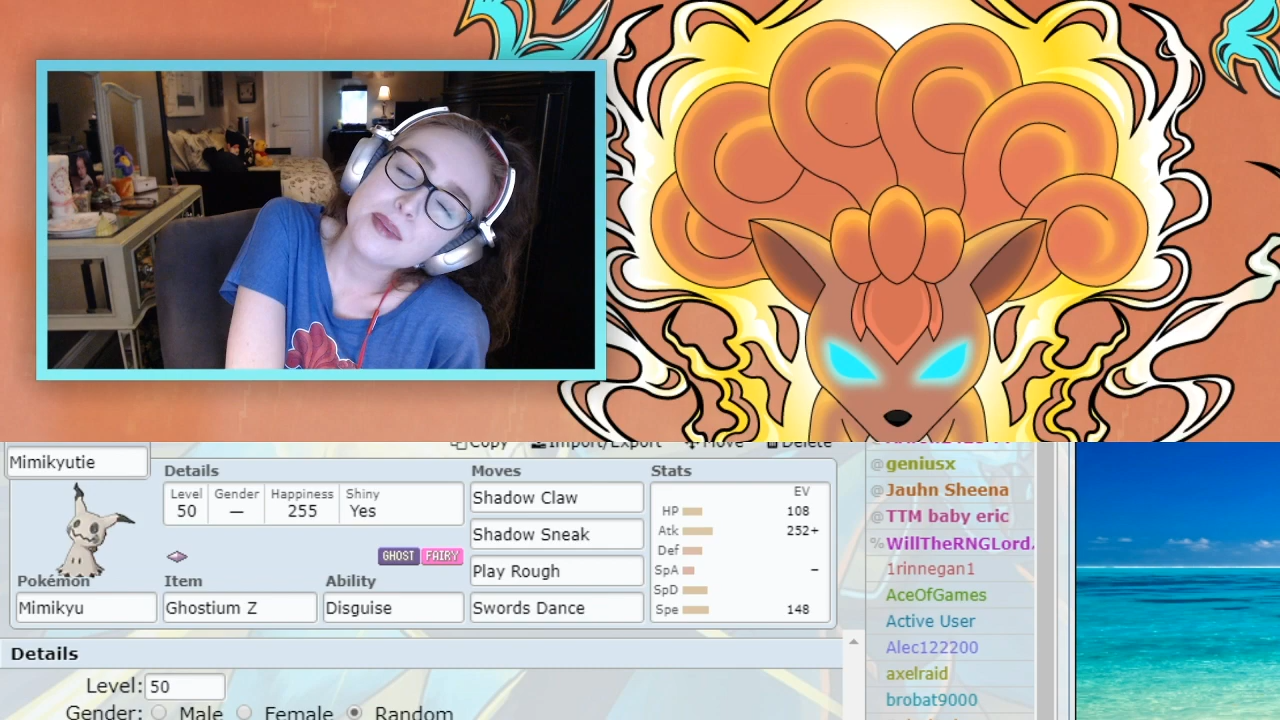 Copy Import/Export Move Delete
Mimikyutie
Details Moves Stats
Level Gender Happiness Shiny
50 — 255 Yes
Shadow Claw
Shadow Sneak
Play Rough
Swords Dance
EV
HP 108
Atk 252+
Def
SpA –
SpD
Spe 148
GHOST FAIRY
Pokémon Item Ability
Mimikyu Ghostium Z Disguise
Details
Level: 50
Gender: Male Female Random
@geniusx
@Jauhn Sheena
@TTM baby eric
%WillTheRNGLord,
1rinnegan1
AceOfGames
Active User
Alec122200
axelraid
brobat9000